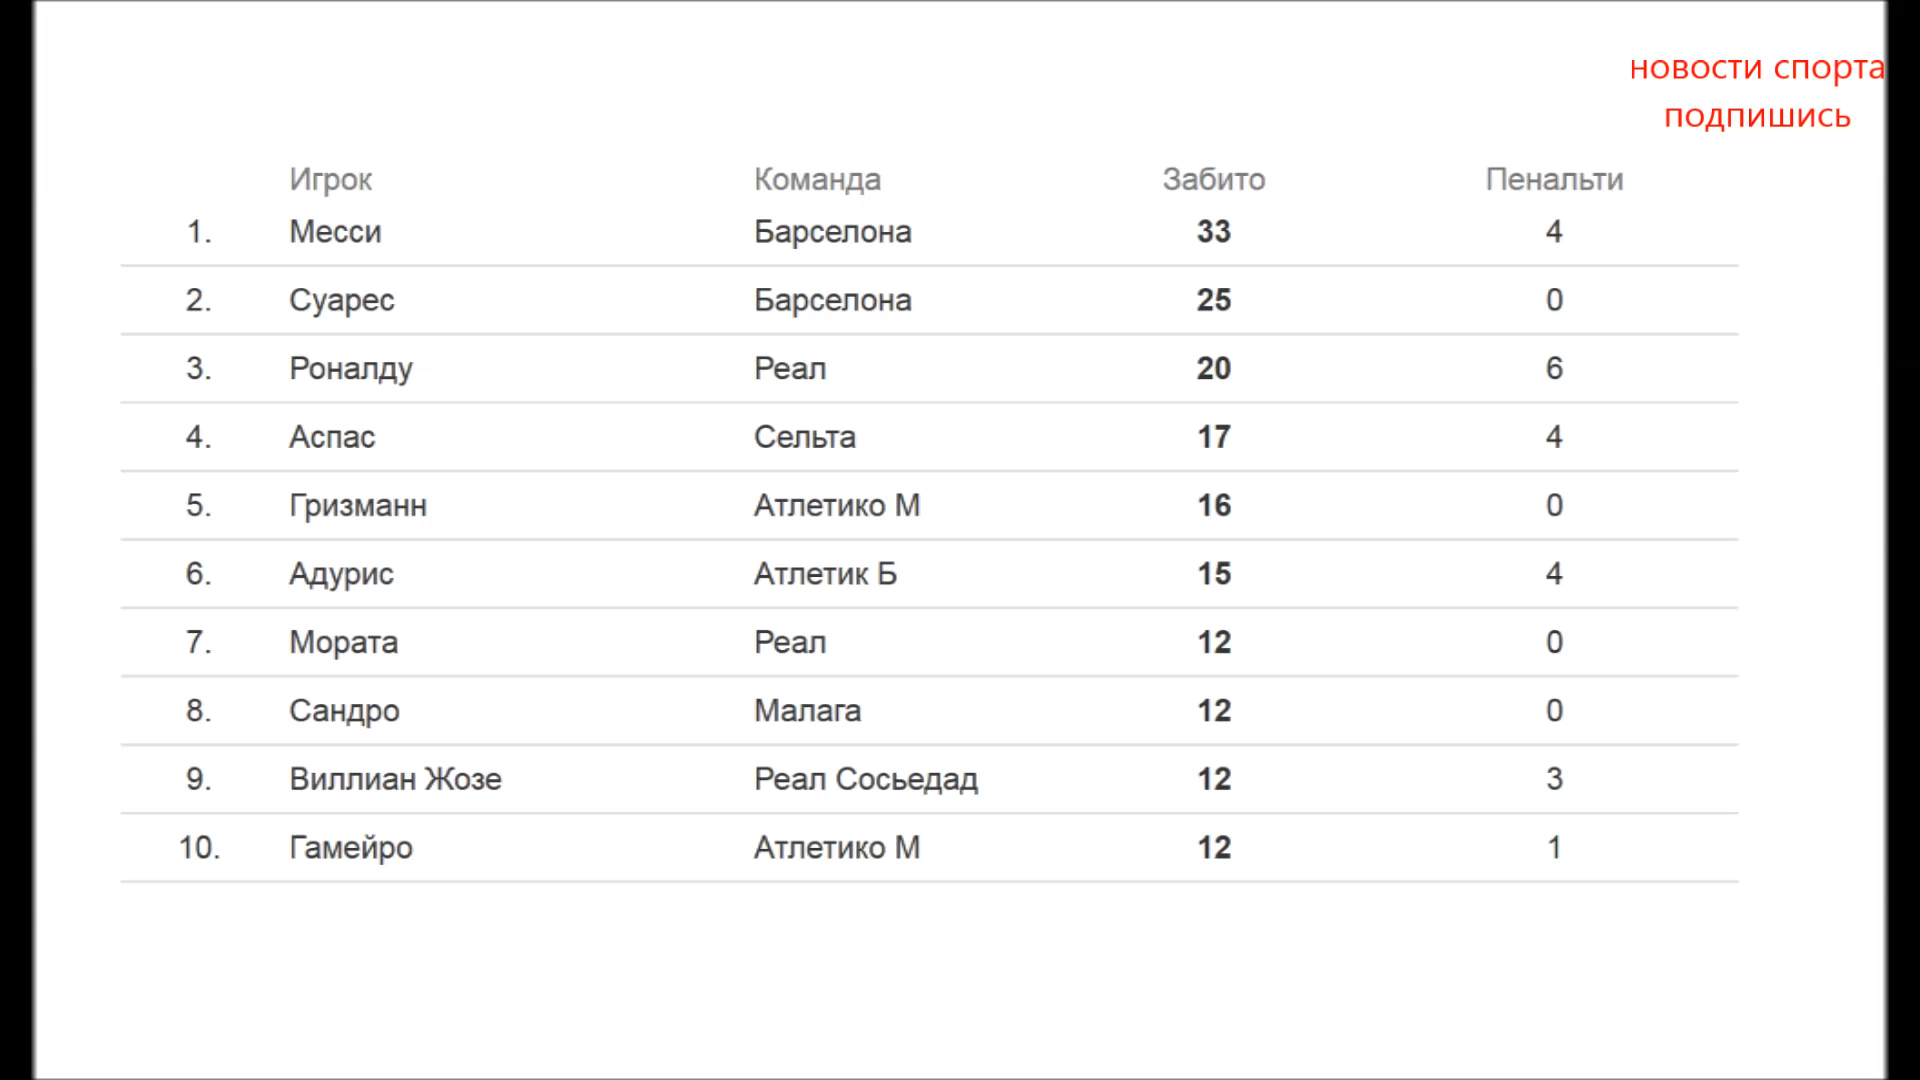 новости спорта
подпишись
Игрок Команда Забито Пенальти
1. Месси Барселона 33 4
2. Суарес Барселона 25 0
3. Роналду Реал 20 6
4. Аспас Сельта 17 4
5. Гризманн Атлетико М 16 0
6. Адурис Атлетик Б 15 4
7. Мората Реал 12 0
8. Сандро Малага 12 0
9. Виллиан Жозе Реал Сосьедад 12 3
10. Гамейро Атлетико М 12 1